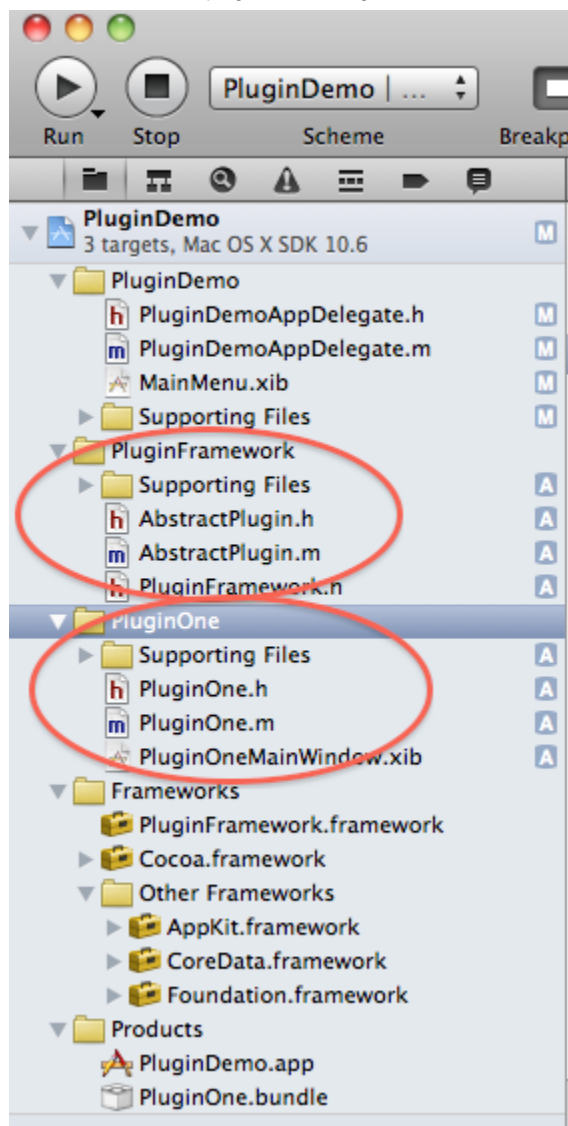 PluginDemo | ...
Run
Stop
Scheme
Breakp
PluginDemo
3 targets, Mac OS X SDK 10.6
M
PluginDemo
h PluginDemoAppDelegate.h M
m PluginDemoAppDelegate.m M
MainMenu.xib M
Supporting Files M
PluginFramework
Supporting Files A
h AbstractPlugin.h A
m AbstractPlugin.m A
h PluginFramework.h A
PluginOne
Supporting Files A
h PluginOne.h A
m PluginOne.m A
PluginOneMainWindow.xib A
Frameworks
PluginFramework.framework
Cocoa.framework
Other Frameworks
AppKit.framework
CoreData.framework
Foundation.framework
Products
PluginDemo.app
PluginOne.bundle